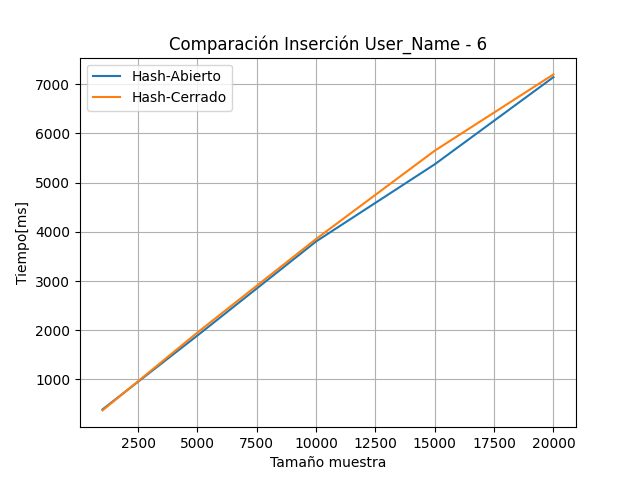 Comparación Inserción User_Name - 6
Hash-Abierto
Hash-Cerrado
7000
6000
5000
4000
3000
2000
1000
Tiempo[ms]
2500 5000 7500 10000 12500 15000 17500 20000
Tamaño muestra